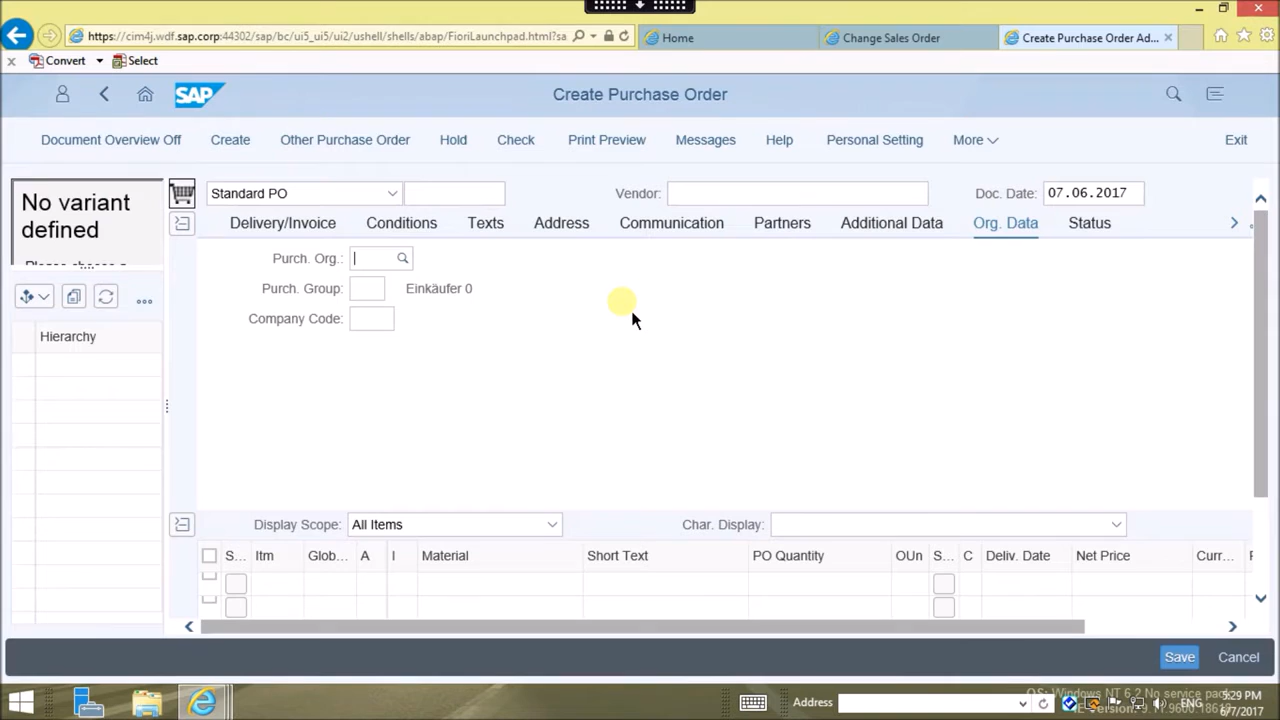 https://cim4j.wdf.sap.corp:44302/sap/bc/ui5_ui5/ui2/ushell/shells/abap/FioriLaunchpad.html?sa
Home
Change Sales Order
Create Purchase Order Ad...
Convert
Select
SAP
Create Purchase Order
Document Overview Off
Create
Other Purchase Order
Hold
Check
Print Preview
Messages
Help
Personal Setting
More
Exit
No variant
defined
Standard PO
Vendor:
Doc. Date:
07.06.2017
Delivery/Invoice
Conditions
Texts
Address
Communication
Partners
Additional Data
Org. Data
Status
Purch. Org.:
Purch. Group:
Einkäufer 0
Company Code:
Hierarchy
Display Scope:
All Items
Char. Display:
S...
Itm
Glob...
A
I
Material
Short Text
PO Quantity
OUn
S...
C
Deliv. Date
Net Price
Curr...
Save
Cancel
Address
ENG
5:29 PM
6/7/2017